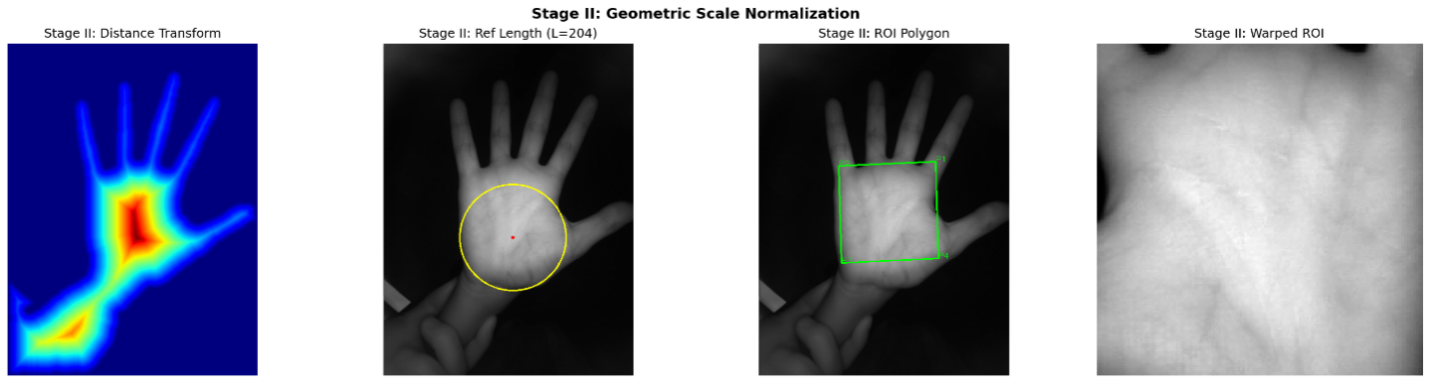 Stage II: Geometric Scale Normalization
Stage II: Distance Transform
Stage II: Ref Length (L=204)
Stage II: ROI Polygon
Stage II: Warped ROI